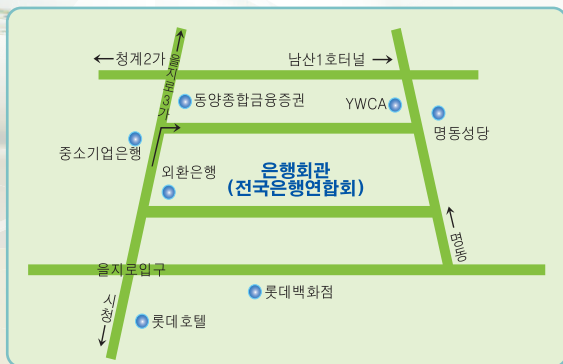 ←청계2가
을지로3가
남산1호터널 →
동양종합금융증권
YWCA
명동성당
중소기업은행
외환은행
은행회관
(전국은행연합회)
명동
을지로입구
시청
롯데백화점
롯데호텔